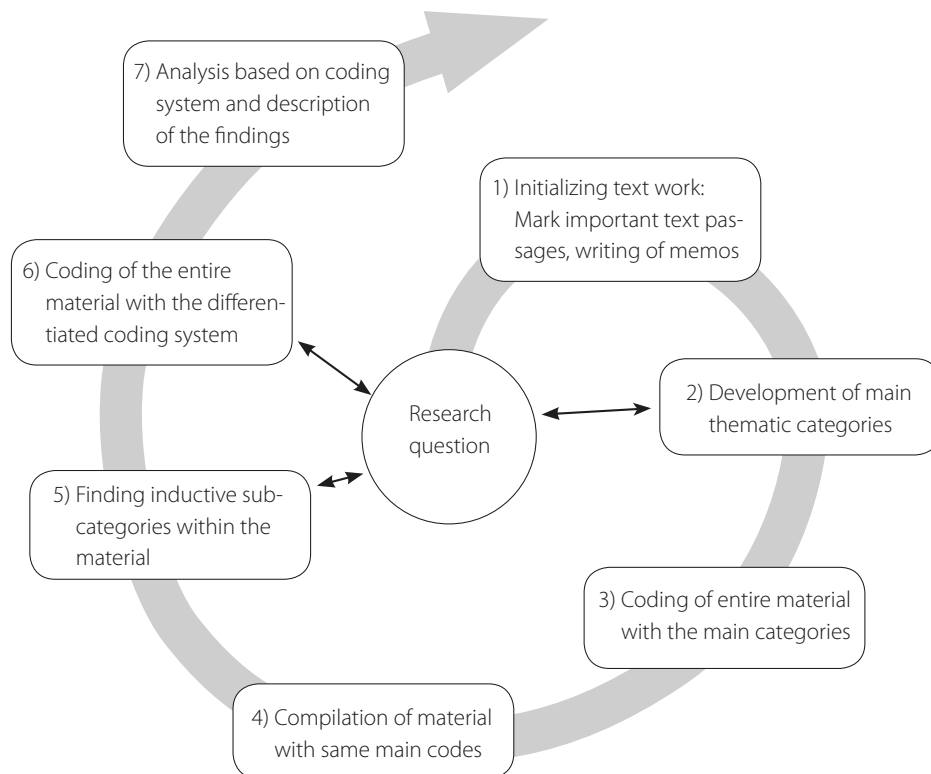 7) Analysis based on coding
system and description
of the findings
1) Initializing text work:
Mark important text pas-
sages, writing of memos
6) Coding of the entire
material with the differen-
tiated coding system
Research
question
2) Development of main
thematic categories
5) Finding inductive sub-
categories within the
material
3) Coding of entire material
with the main categories
4) Compilation of material
with same main codes